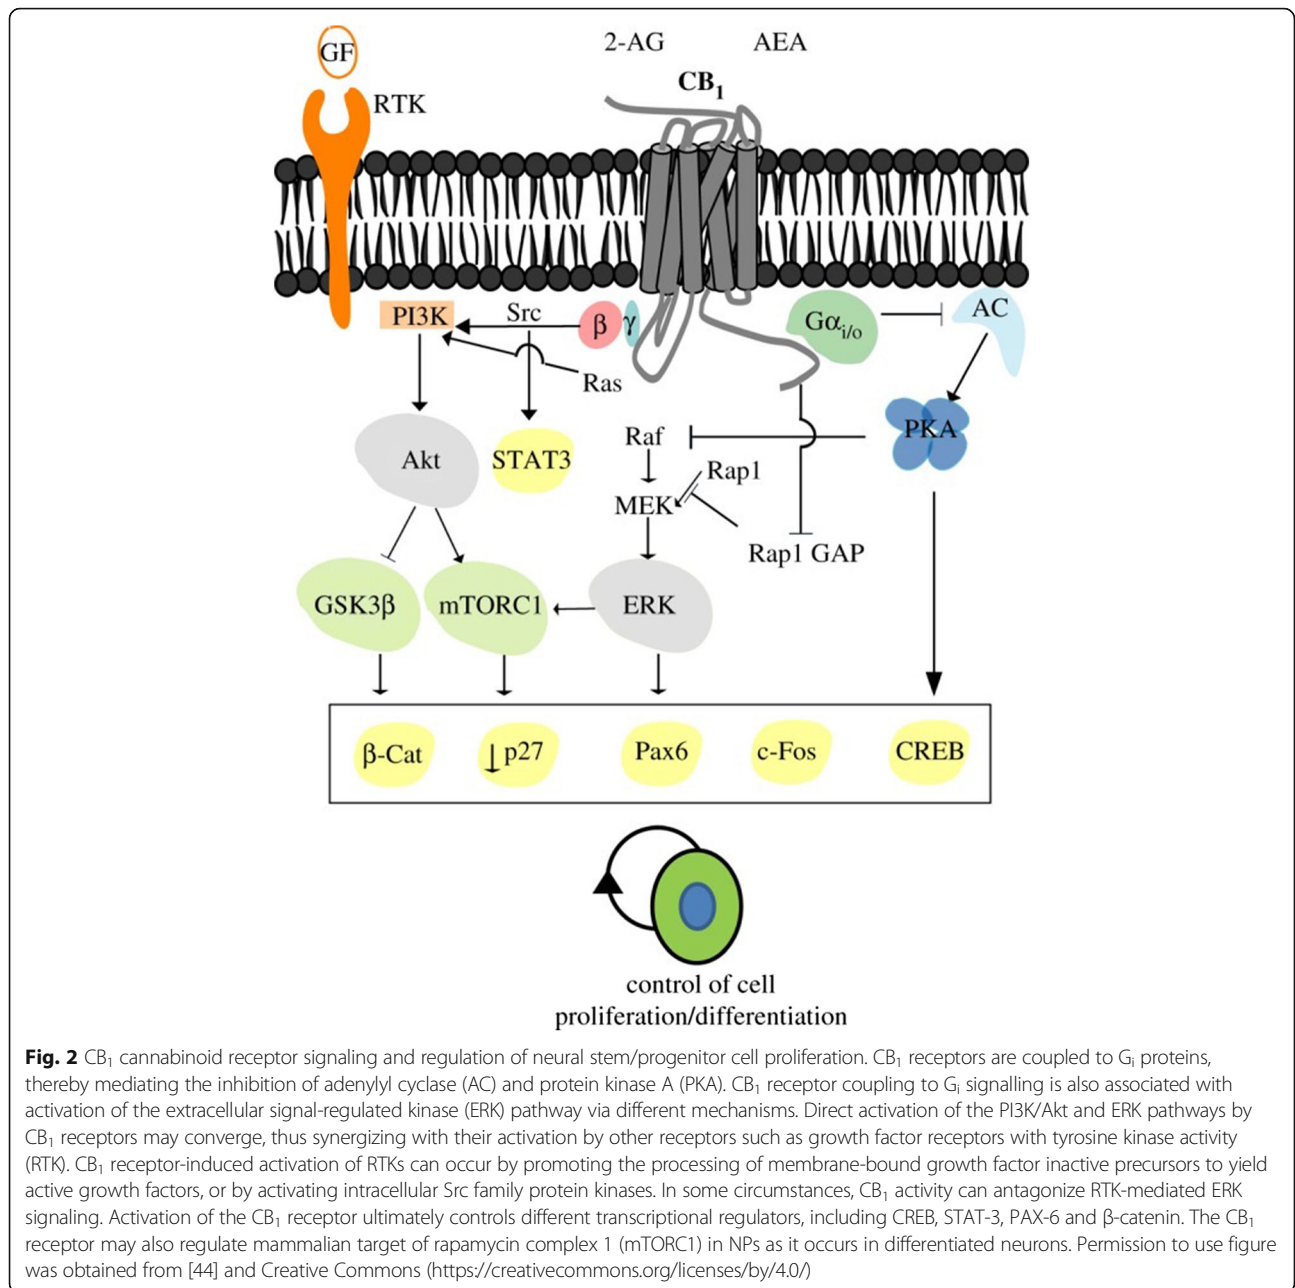 GF
2-AG AEA
CB₁
RTK
PI3K
Src
β
γ
Gαi/o
AC
Ras
Akt
STAT3
Raf
PKA
Rap1
MEK
Rap1 GAP
GSK3β
mTORC1
ERK
β-Cat
↓p27
Pax6
c-Fos
CREB
control of cell
proliferation/differentiation
Fig. 2 CB₁ cannabinoid receptor signaling and regulation of neural stem/progenitor cell proliferation. CB₁ receptors are coupled to Gᵢ proteins,
thereby mediating the inhibition of adenylyl cyclase (AC) and protein kinase A (PKA). CB₁ receptor coupling to Gᵢ signalling is also associated with
activation of the extracellular signal-regulated kinase (ERK) pathway via different mechanisms. Direct activation of the PI3K/Akt and ERK pathways by
CB₁ receptors may converge, thus synergizing with their activation by other receptors such as growth factor receptors with tyrosine kinase activity
(RTK). CB₁ receptor-induced activation of RTKs can occur by promoting the processing of membrane-bound growth factor inactive precursors to yield
active growth factors, or by activating intracellular Src family protein kinases. In some circumstances, CB₁ activity can antagonize RTK-mediated ERK
signaling. Activation of the CB₁ receptor ultimately controls different transcriptional regulators, including CREB, STAT-3, PAX-6 and β-catenin. The CB₁
receptor may also regulate mammalian target of rapamycin complex 1 (mTORC1) in NPs as it occurs in differentiated neurons. Permission to use figure
was obtained from [44] and Creative Commons (https://creativecommons.org/licenses/by/4.0/)